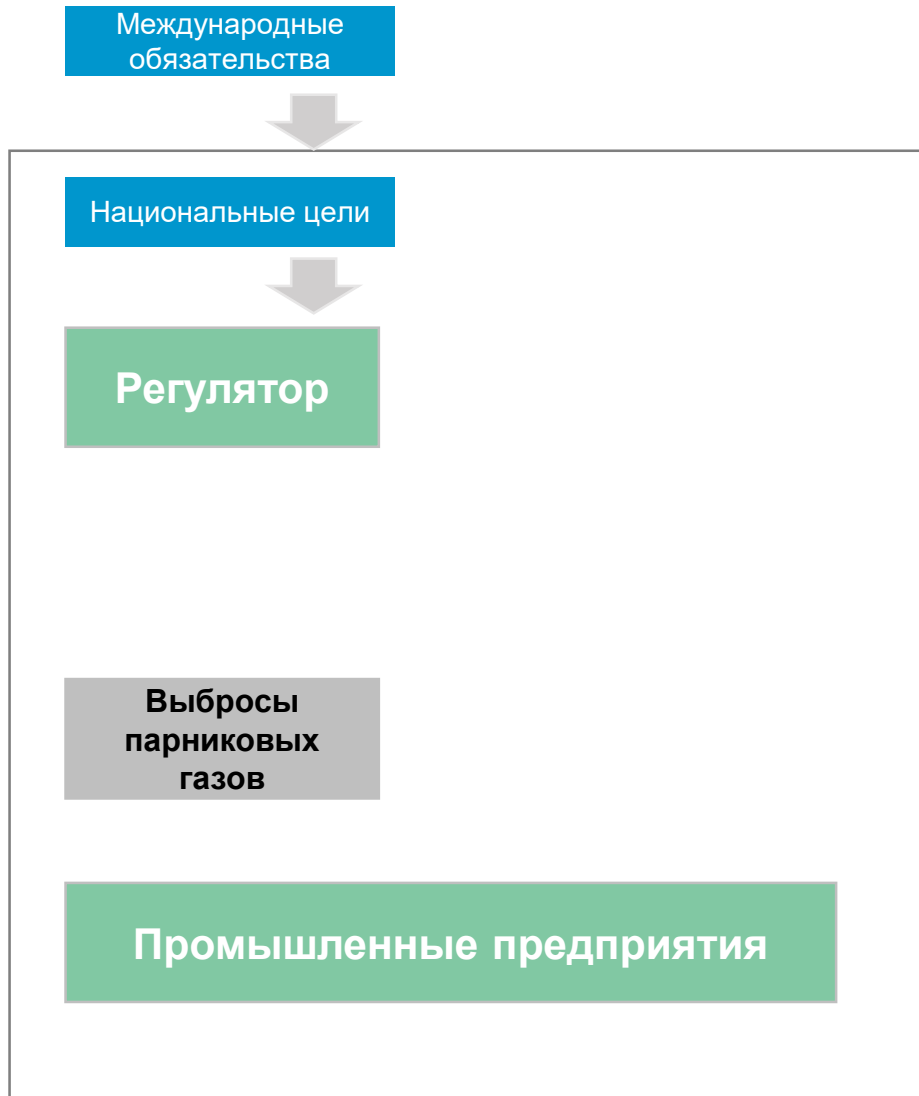 Международные
обязательства
Национальные цели
Регулятор
Выбросы
парниковых
газов
Промышленные предприятия